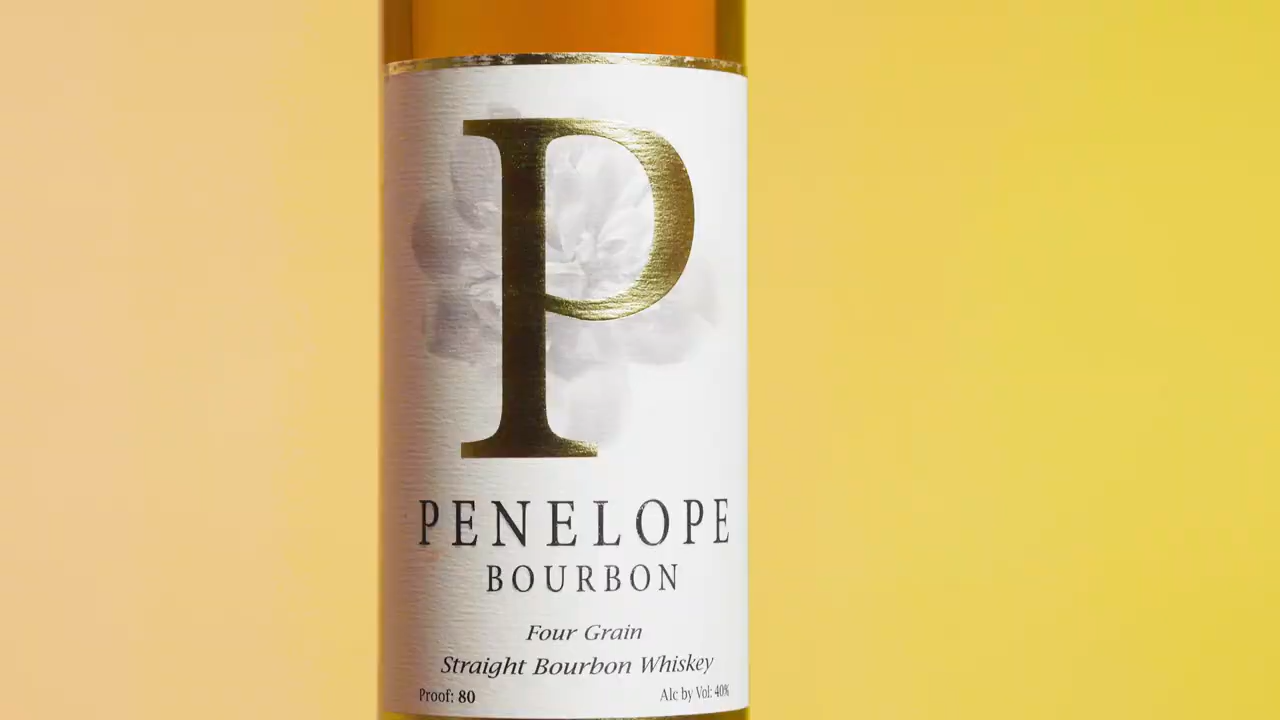 P
PENELOPE
BOURBON
Four Grain
Straight Bourbon Whiskey
Proof: 80 Alc by Vol: 40%